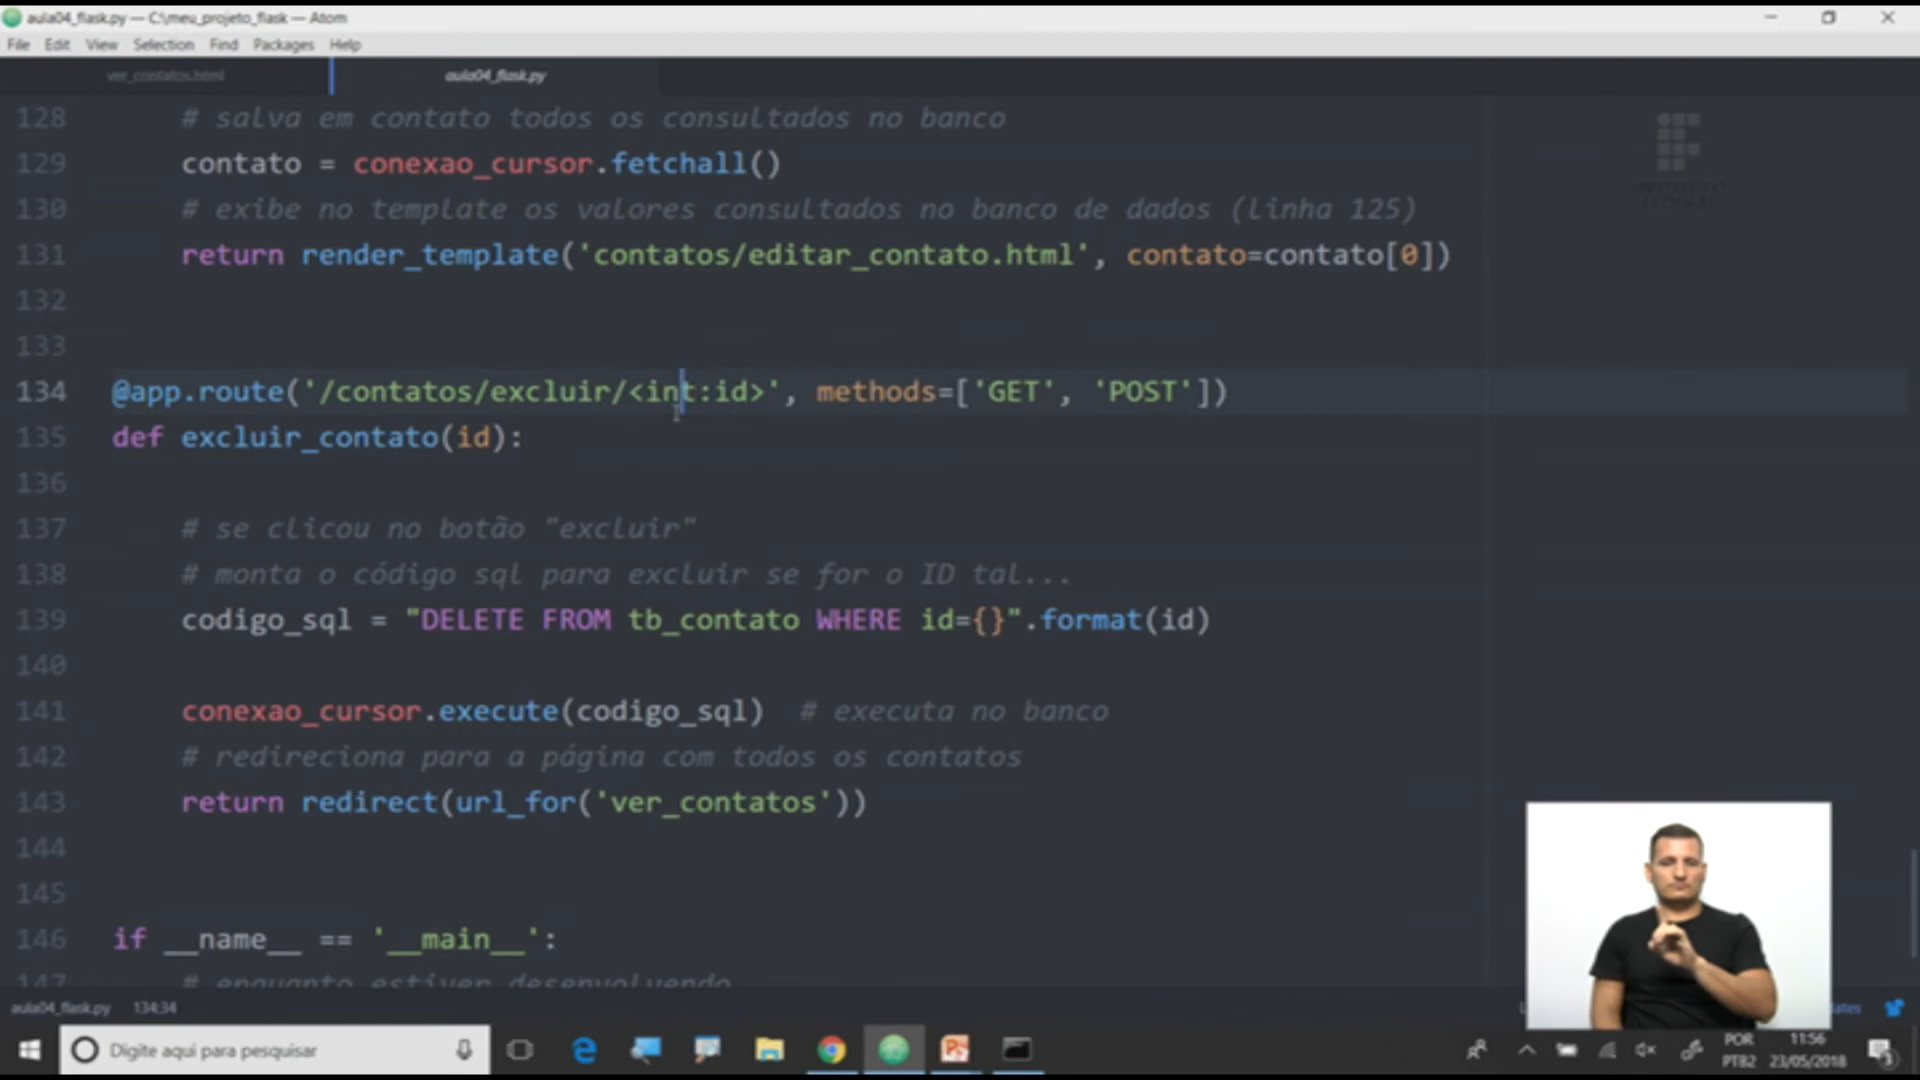 aula04_flask.py — C:\meu_projeto_flask — Atom
File Edit View Selection Find Packages Help
ver_contatos.html aula04_flask.py
128 # salva em contato todos os consultados no banco
129 contato = conexao_cursor.fetchall()
130 # exibe no template os valores consultados no banco de dados (linha 125)
131 return render_template('contatos/editar_contato.html', contato=contato[0])
132
133
134 @app.route('/contatos/excluir/<int:id>', methods=['GET', 'POST'])
135 def excluir_contato(id):
136
137 # se clicou no botão "excluir"
138 # monta o código sql para excluir se for o ID tal...
139 codigo_sql = "DELETE FROM tb_contato WHERE id={}".format(id)
140
141 conexao_cursor.execute(codigo_sql) # executa no banco
142 # redireciona para a página com todos os contatos
143 return redirect(url_for('ver_contatos'))
144
145
146 if __name__ == '__main__':
147 # enquanto estiver desenvolvendo
aula04_flask.py 134:34
Digite aqui para pesquisar
POR 11:56
PTB2 23/05/2018